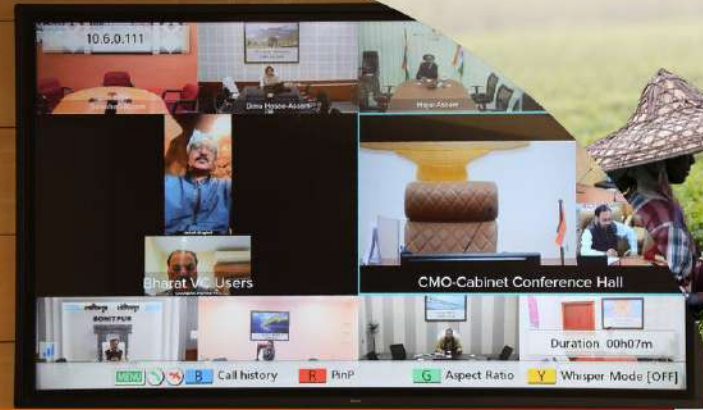 10.6.0.111
Dima Hasao-Assam
Majuli-Assam
Bharat VC Users
CMO-Cabinet Conference Hall
SONITPUR
Duration 00h07m
MENU B Call history R PinP G Aspect Ratio Y Whisper Mode [OFF]